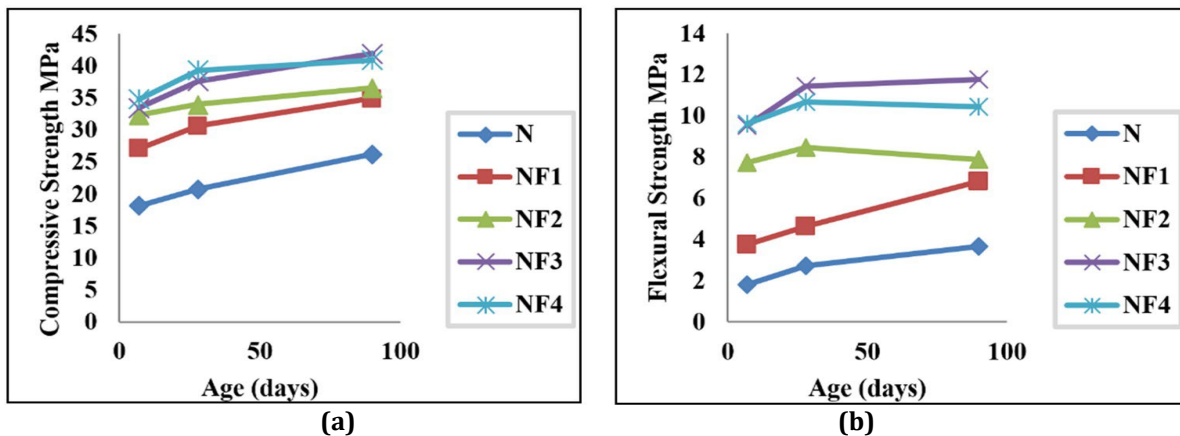 Compressive Strength MPa
45
40
35
30
25
20
15
10
5
0
0 50 100
Age (days)
N
NF1
NF2
NF3
NF4
(a)
Flexural Strength MPa
14
12
10
8
6
4
2
0
0 50 100
Age (days)
N
NF1
NF2
NF3
NF4
(b)